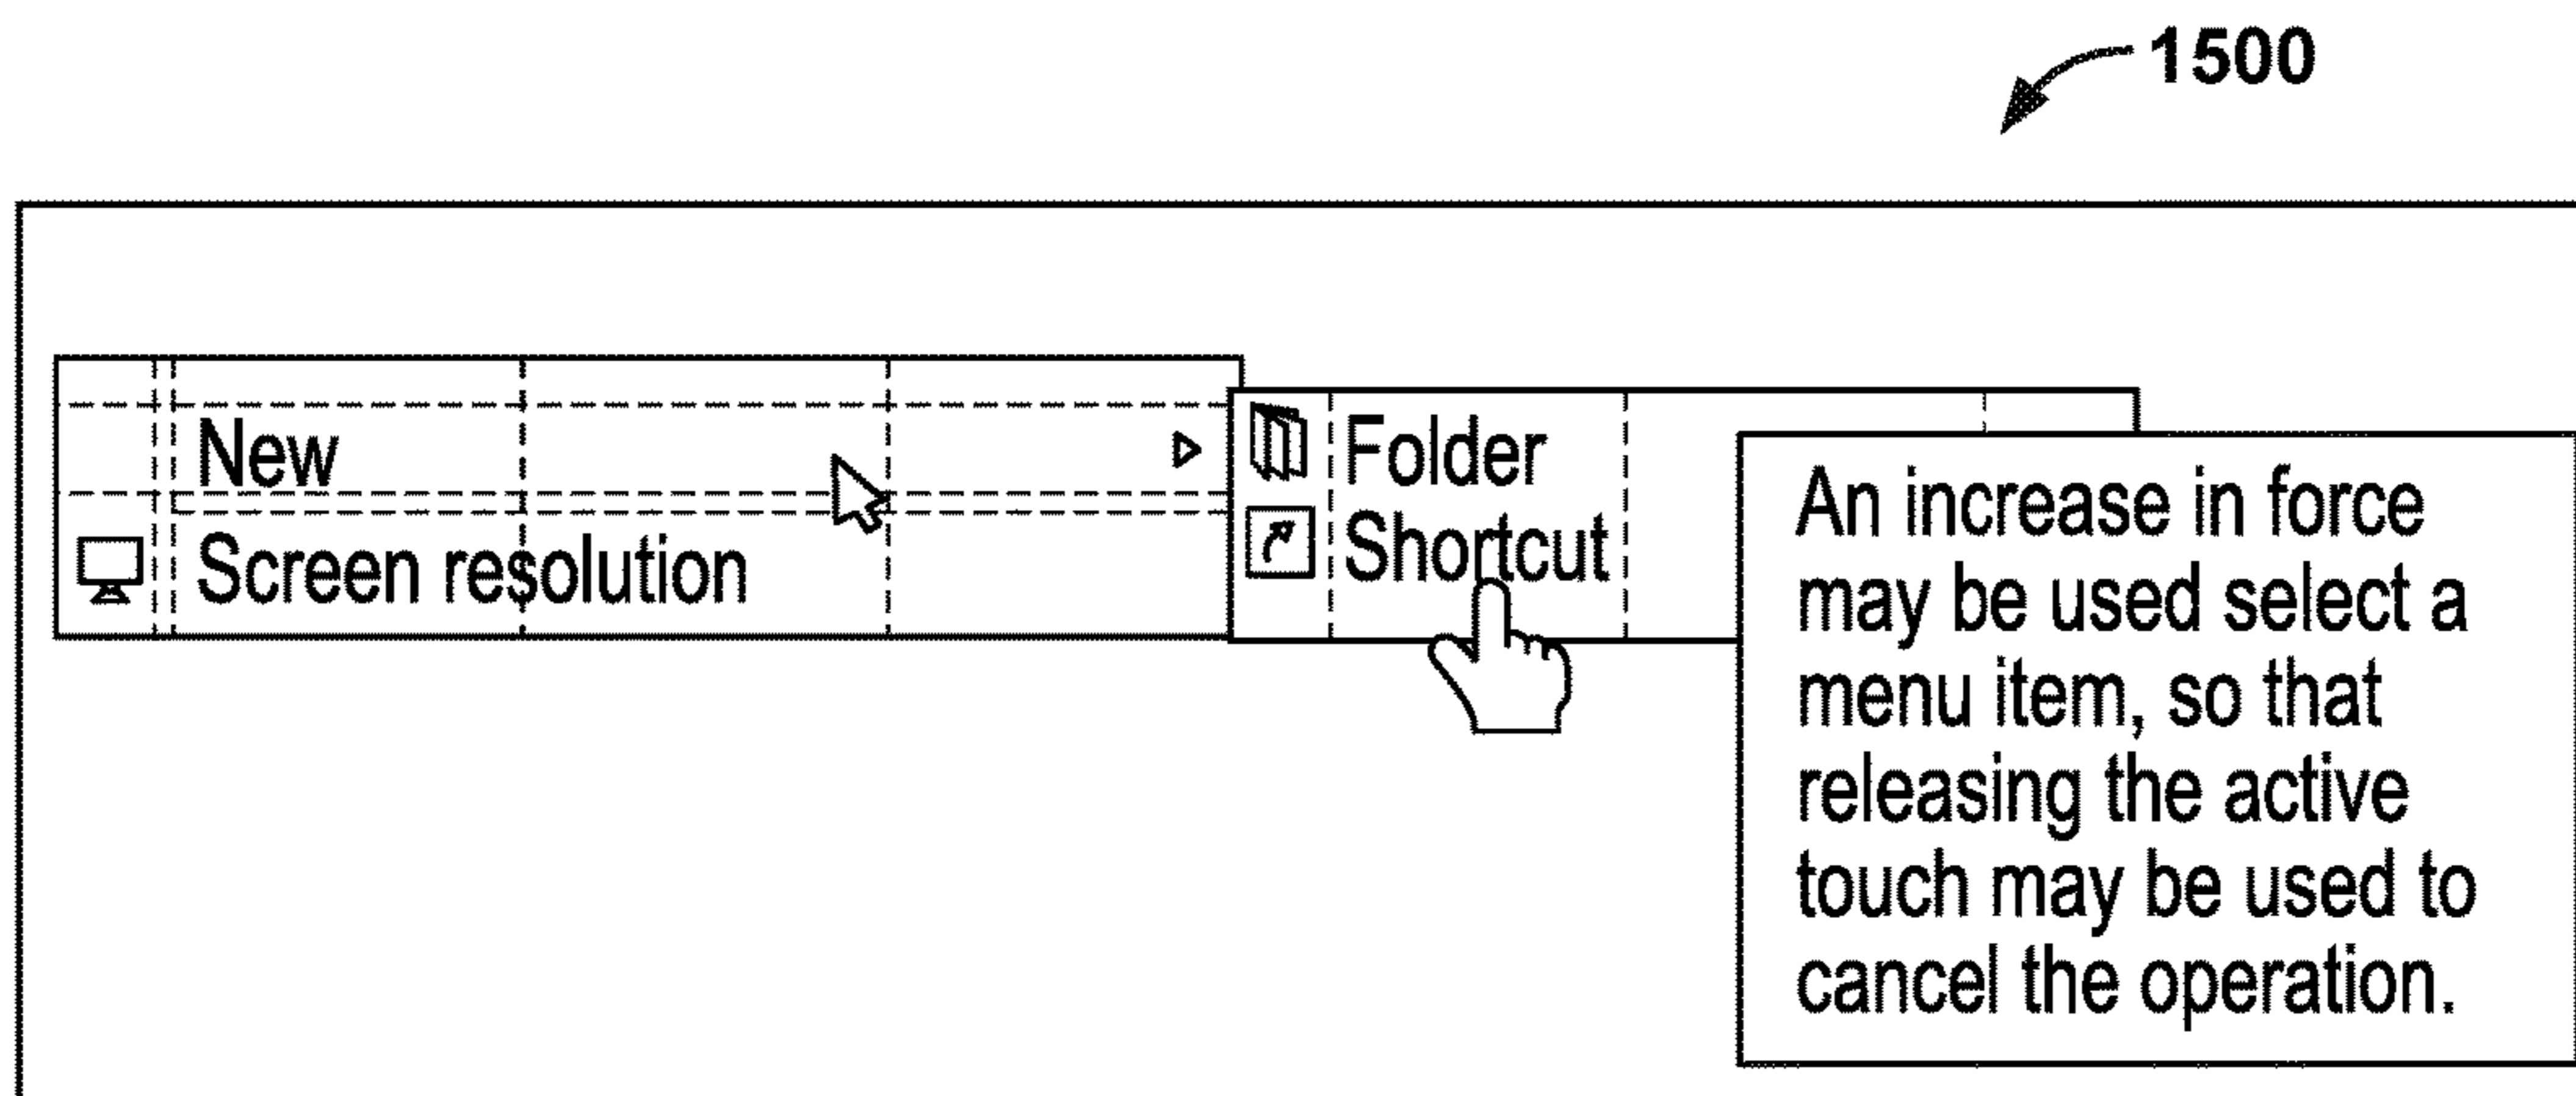 1500
New
Screen resolution
Folder
Shortcut
An increase in force
may be used select a
menu item, so that
releasing the active
touch may be used to
cancel the operation.